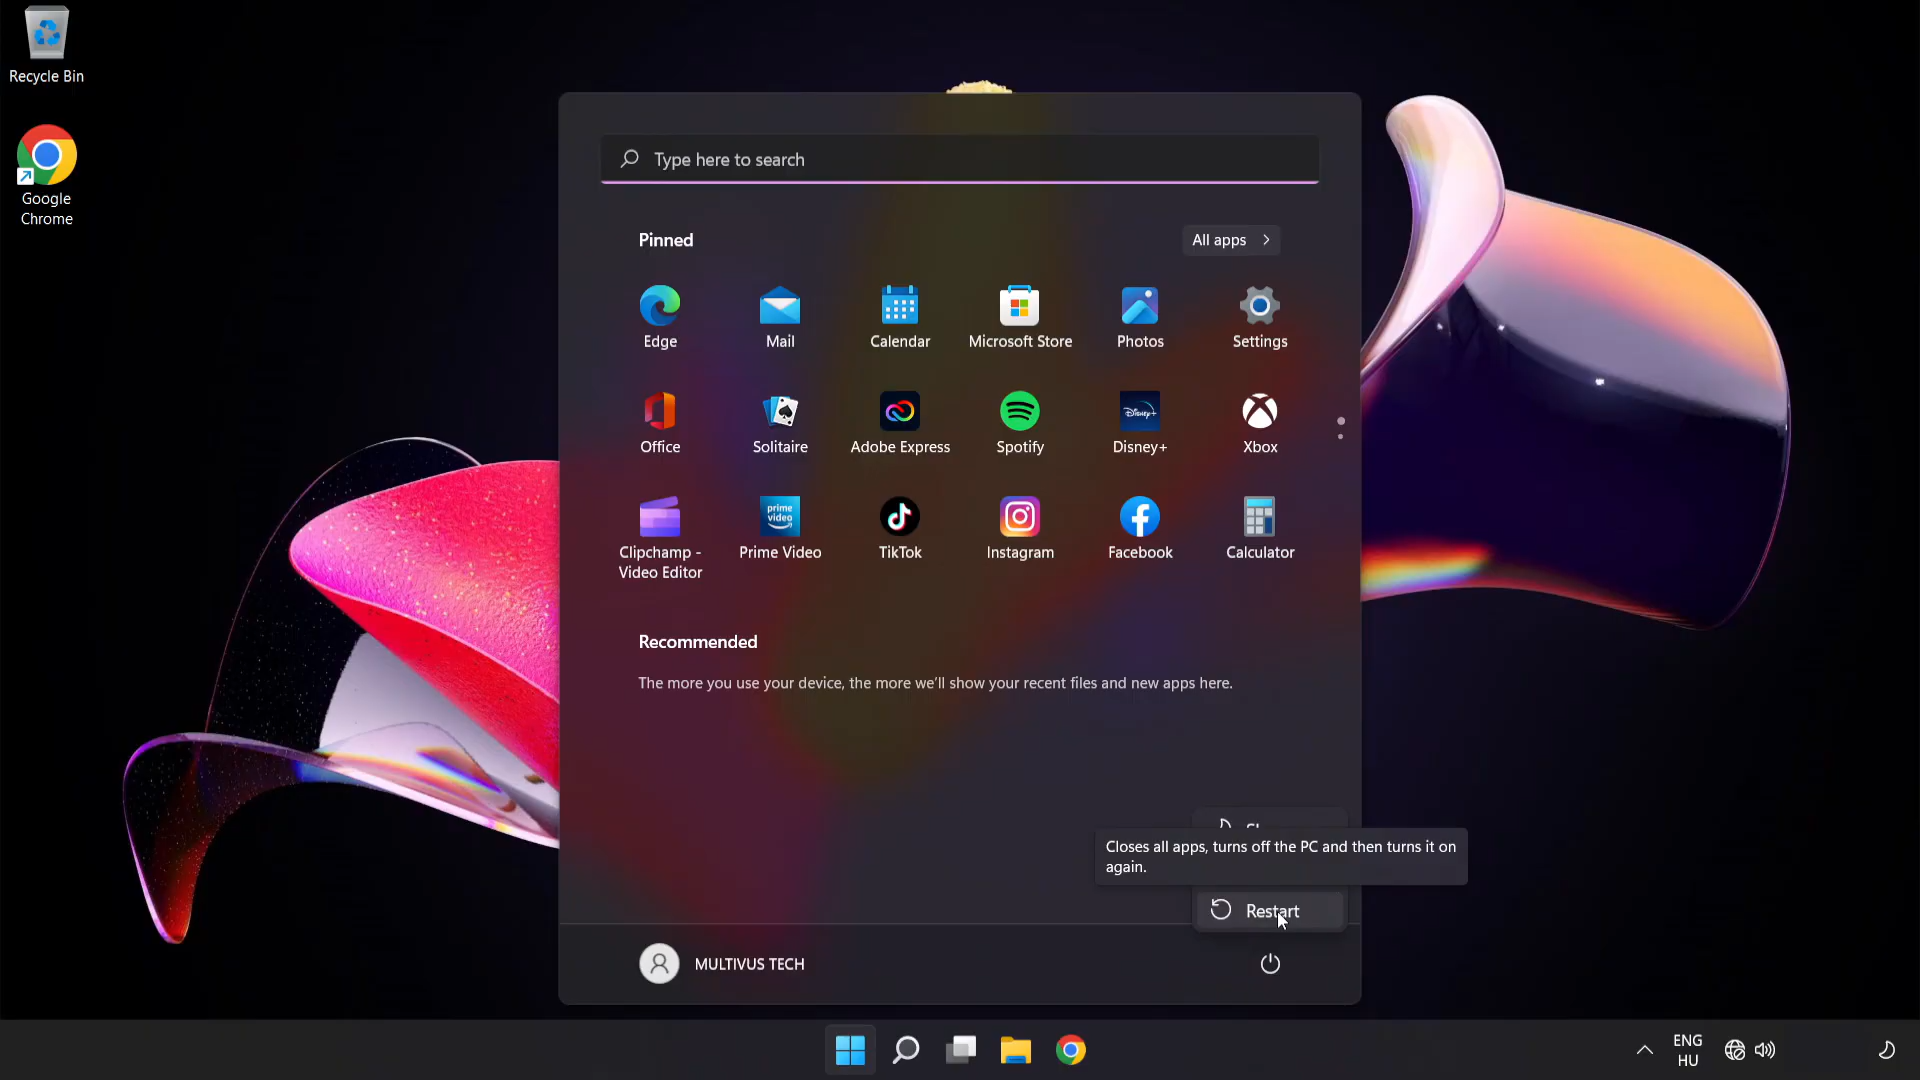 Recycle Bin
Google
Chrome
Type here to search
Pinned
All apps
Edge
Mail
Calendar
Microsoft Store
Photos
Settings
Office
Solitaire
Adobe Express
Spotify
Disney+
Disney+
Xbox
prime
video
Clipchamp -
Video Editor
Prime Video
TikTok
Instagram
Facebook
Calculator
Recommended
The more you use your device, the more we'll show your recent files and new apps here.
Closes all apps, turns off the PC and then turns it on
again.
Restart
MULTIVUS TECH
ENG
HU